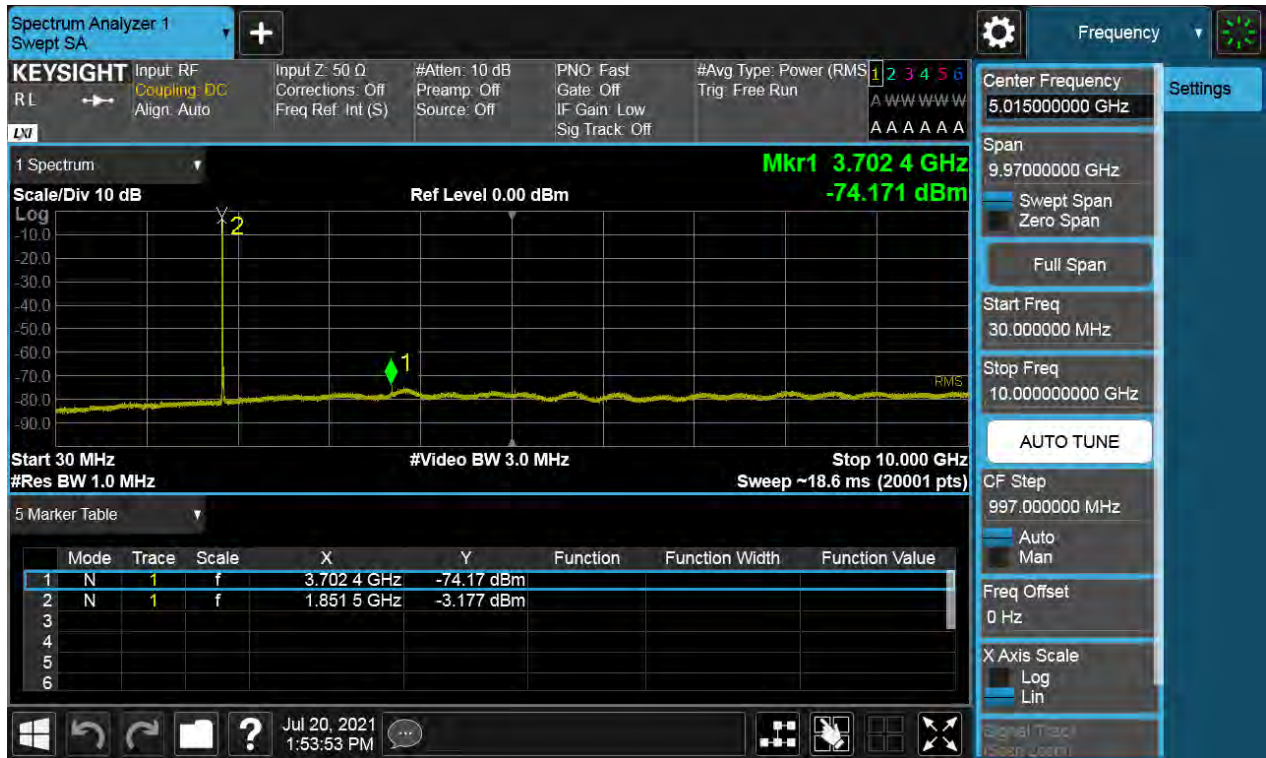 Spectrum Analyzer 1
Swept SA
+
Frequency
KEYSIGHT
RL
LXI
Input: RF
Coupling: DC
Align: Auto
Input Z: 50 Ω
Corrections: Off
Freq Ref: Int (S)
#Atten: 10 dB
Preamp: Off
Source: Off
PNO: Fast
Gate: Off
IF Gain: Low
Sig Track: Off
#Avg Type: Power (RMS
Trig: Free Run
1 2 3 4 5 6
A W W W W W
A A A A A A
1 Spectrum
Mkr1 3.702 4 GHz
-74.171 dBm
Scale/Div 10 dB
Ref Level 0.00 dBm
Log
-10.0
-20.0
-30.0
-40.0
-50.0
-60.0
-70.0
-80.0
-90.0
2
1
RMS
Start 30 MHz
#Video BW 3.0 MHz
Stop 10.000 GHz
#Res BW 1.0 MHz
Sweep ~18.6 ms (20001 pts)
5 Marker Table
Mode Trace Scale X Y Function Function Width Function Value
1 N 1 f 3.702 4 GHz -74.17 dBm
2 N 1 f 1.851 5 GHz -3.177 dBm
3
4
5
6
?
Jul 20, 2021
1:53:53 PM
Center Frequency
5.015000000 GHz
Settings
Span
9.97000000 GHz
Swept Span
Zero Span
Full Span
Start Freq
30.000000 MHz
Stop Freq
10.000000000 GHz
AUTO TUNE
CF Step
997.000000 MHz
Auto
Man
Freq Offset
0 Hz
X Axis Scale
Log
Lin
Signal Track
(Span Zoom)